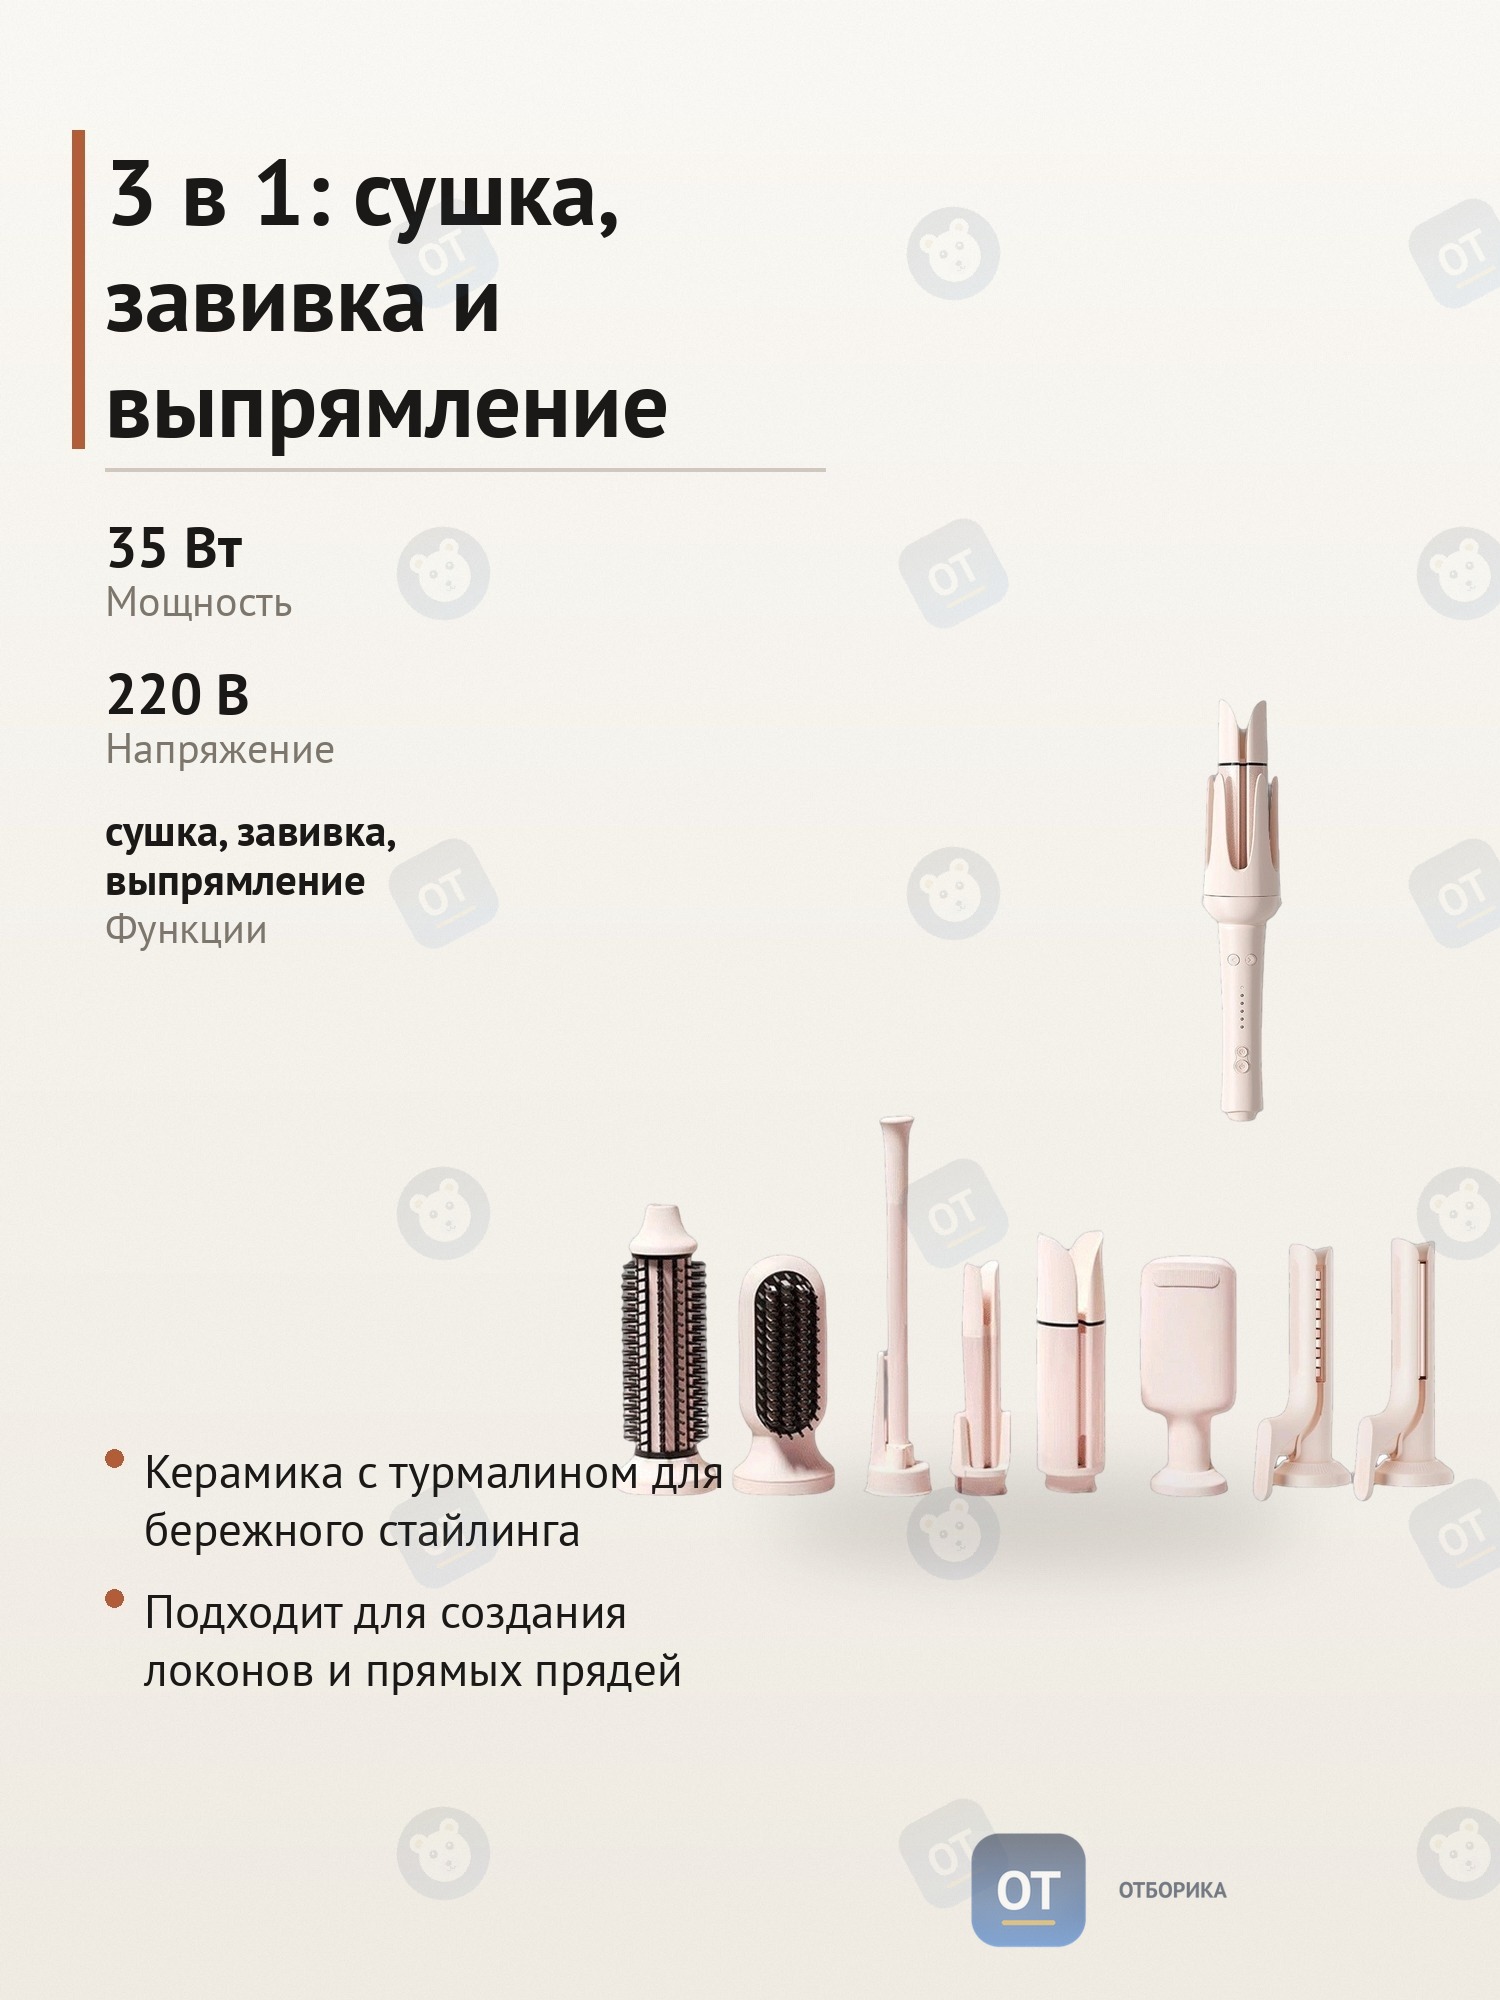 3 в 1: сушка,
завивка и
выпрямление
35 Вт
Мощность
220 В
Напряжение
сушка, завивка,
выпрямление
Функции
Керамика с турмалином для
бережного стайлинга
Подходит для создания
локонов и прямых прядей
ОТ
ОТБОРИКА